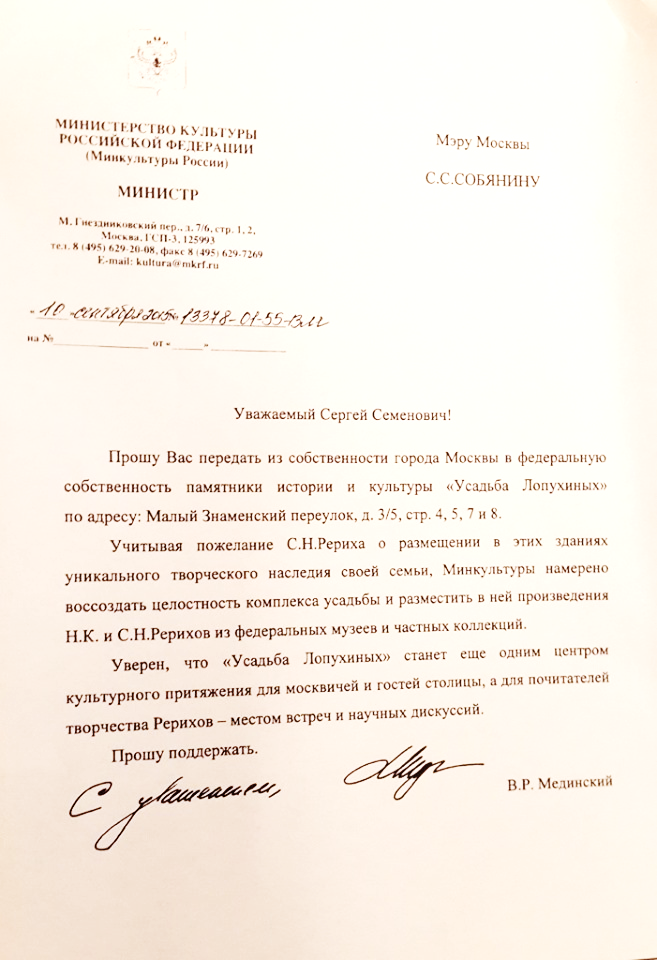 МИНИСТЕРСТВО КУЛЬТУРЫ
РОССИЙСКОЙ ФЕДЕРАЦИИ
(Минкультуры России)
МИНИСТР
М. Гнездниковский пер., д. 7/6, стр. 1, 2,
Москва, ГСП-3, 125993
тел. 8 (495) 629-20-08, факс 8 (495) 629-7269
E-mail: kultura@mkrf.ru
« 10 » сентября 2015 № 13378-01-55-ВМ
на № от « »
Мэру Москвы
С.С.СОБЯНИНУ
Уважаемый Сергей Семенович!
Прошу Вас передать из собственности города Москвы в федеральную
собственность памятники истории и культуры «Усадьба Лопухиных»
по адресу: Малый Знаменский переулок, д. 3/5, стр. 4, 5, 7 и 8.
Учитывая пожелание С.Н.Рериха о размещении в этих зданиях
уникального творческого наследия своей семьи, Минкультуры намерено
воссоздать целостность комплекса усадьбы и разместить в ней произведения
Н.К. и С.Н.Рерихов из федеральных музеев и частных коллекций.
Уверен, что «Усадьба Лопухиных» станет еще одним центром
культурного притяжения для москвичей и гостей столицы, а для почитателей
творчества Рерихов – местом встреч и научных дискуссий.
Прошу поддержать.
С уважением,
В.Р. Мединский